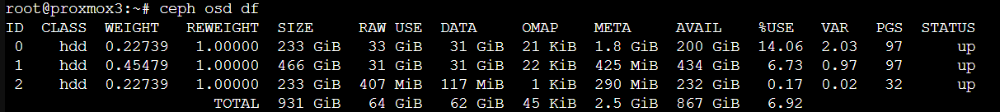 root@proxmox3:~# ceph osd df
ID CLASS WEIGHT REWEIGHT SIZE RAW USE DATA OMAP META AVAIL %USE VAR PGS STATUS
0 hdd 0.22739 1.00000 233 GiB 33 GiB 31 GiB 21 KiB 1.8 GiB 200 GiB 14.06 2.03 97 up
1 hdd 0.45479 1.00000 466 GiB 31 GiB 31 GiB 22 KiB 425 MiB 434 GiB 6.73 0.97 97 up
2 hdd 0.22739 1.00000 233 GiB 407 MiB 117 MiB 1 KiB 290 MiB 232 GiB 0.17 0.02 32 up
TOTAL 931 GiB 64 GiB 62 GiB 45 KiB 2.5 GiB 867 GiB 6.92